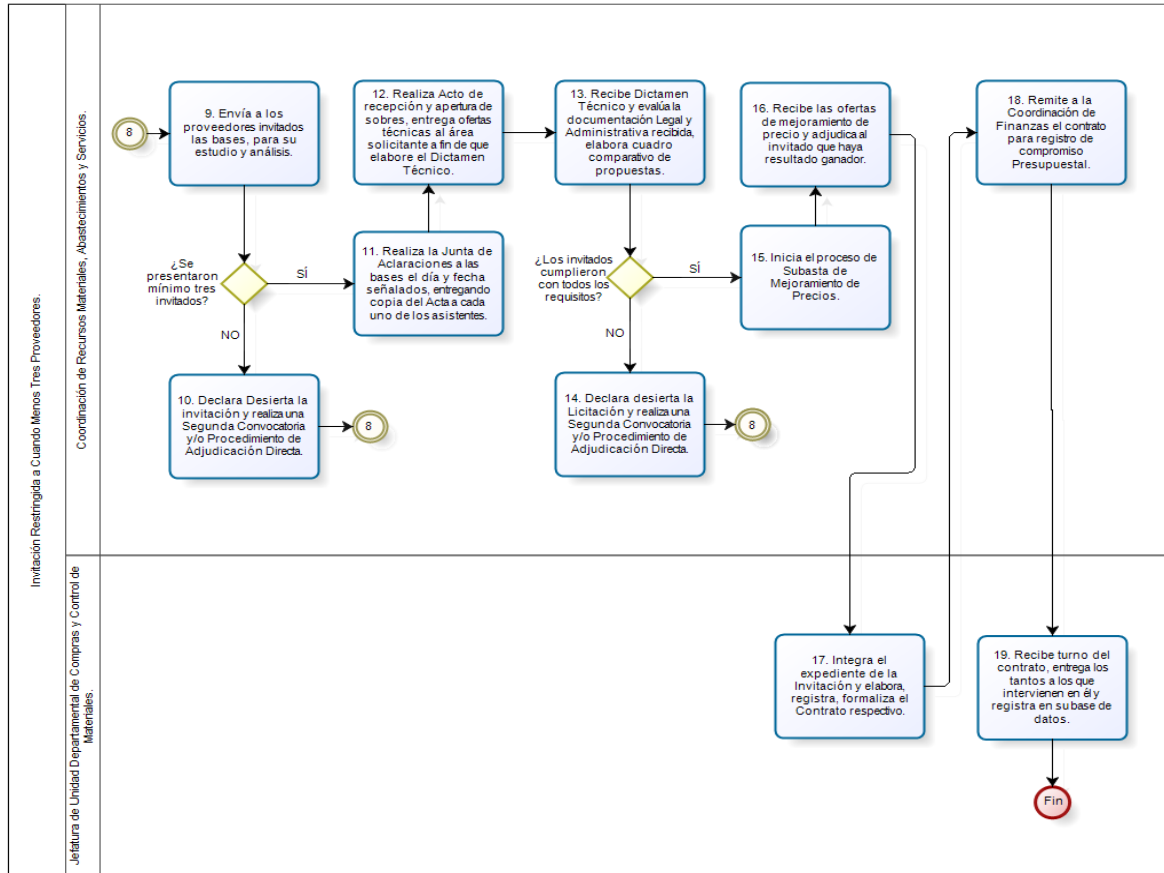 Invitación Restringida a Cuando Menos Tres Proveedores.
Coordinación de Recursos Materiales, Abastecimientos y Servicios.
8
9. Envía a los
proveedores invitados
las bases, para su
estudio y análisis.
¿Se
presentaron
mínimo tres
invitados?
SÍ
NO
10. Declara Desierta la
invitación y realiza una
Segunda Convocatoria
y/o Procedimiento de
Adjudicación Directa.
8
11. Realiza la Junta de
Aclaraciones a las
bases el día y fecha
señalados, entregando
copia del Acta a cada
uno de los asistentes.
12. Realiza Acto de
recepción y apertura de
sobres, entrega ofertas
técnicas al área
solicitante a fin de que
elabore el Dictamen
Técnico.
13. Recibe Dictamen
Técnico y evalúa la
documentación Legal y
Administrativa recibida,
elabora cuadro
comparativo de
propuestas.
¿Los invitados
cumplieron
con todos los
requisitos?
SÍ
NO
14. Declara desierta la
Licitación y realiza una
Segunda Convocatoria
y/o Procedimiento de
Adjudicación Directa.
8
15. Inicia el proceso de
Subasta de
Mejoramiento de
Precios.
16. Recibe las ofertas
de mejoramiento de
precio y adjudica al
invitado que haya
resultado ganador.
18. Remite a la
Coordinación de
Finanzas el contrato
para registro de
compromiso
Presupuestal.
Jefatura de Unidad Departamental de Compras y Control de
Materiales.
17. Integra el
expediente de la
Invitación y elabora,
registra, formaliza el
Contrato respectivo.
19. Recibe turno del
contrato, entrega los
tantos a los que
intervienen en él y
registra en su base de
datos.
Fin